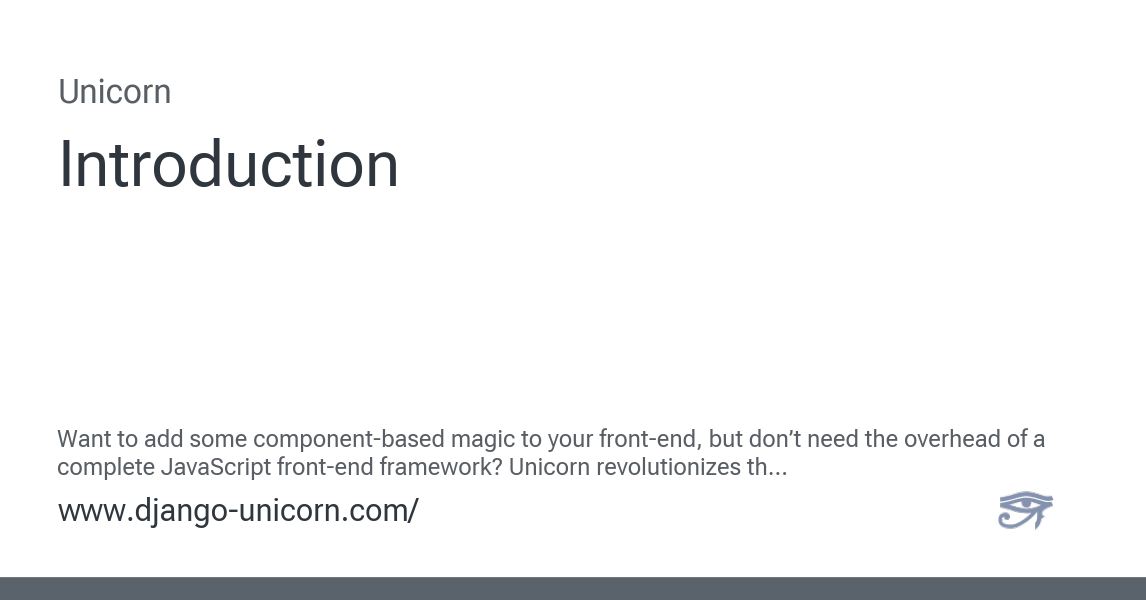 Unicorn
Introduction
Want to add some component-based magic to your front-end, but don’t need the overhead of a
complete JavaScript front-end framework? Unicorn revolutionizes th...
www.django-unicorn.com/